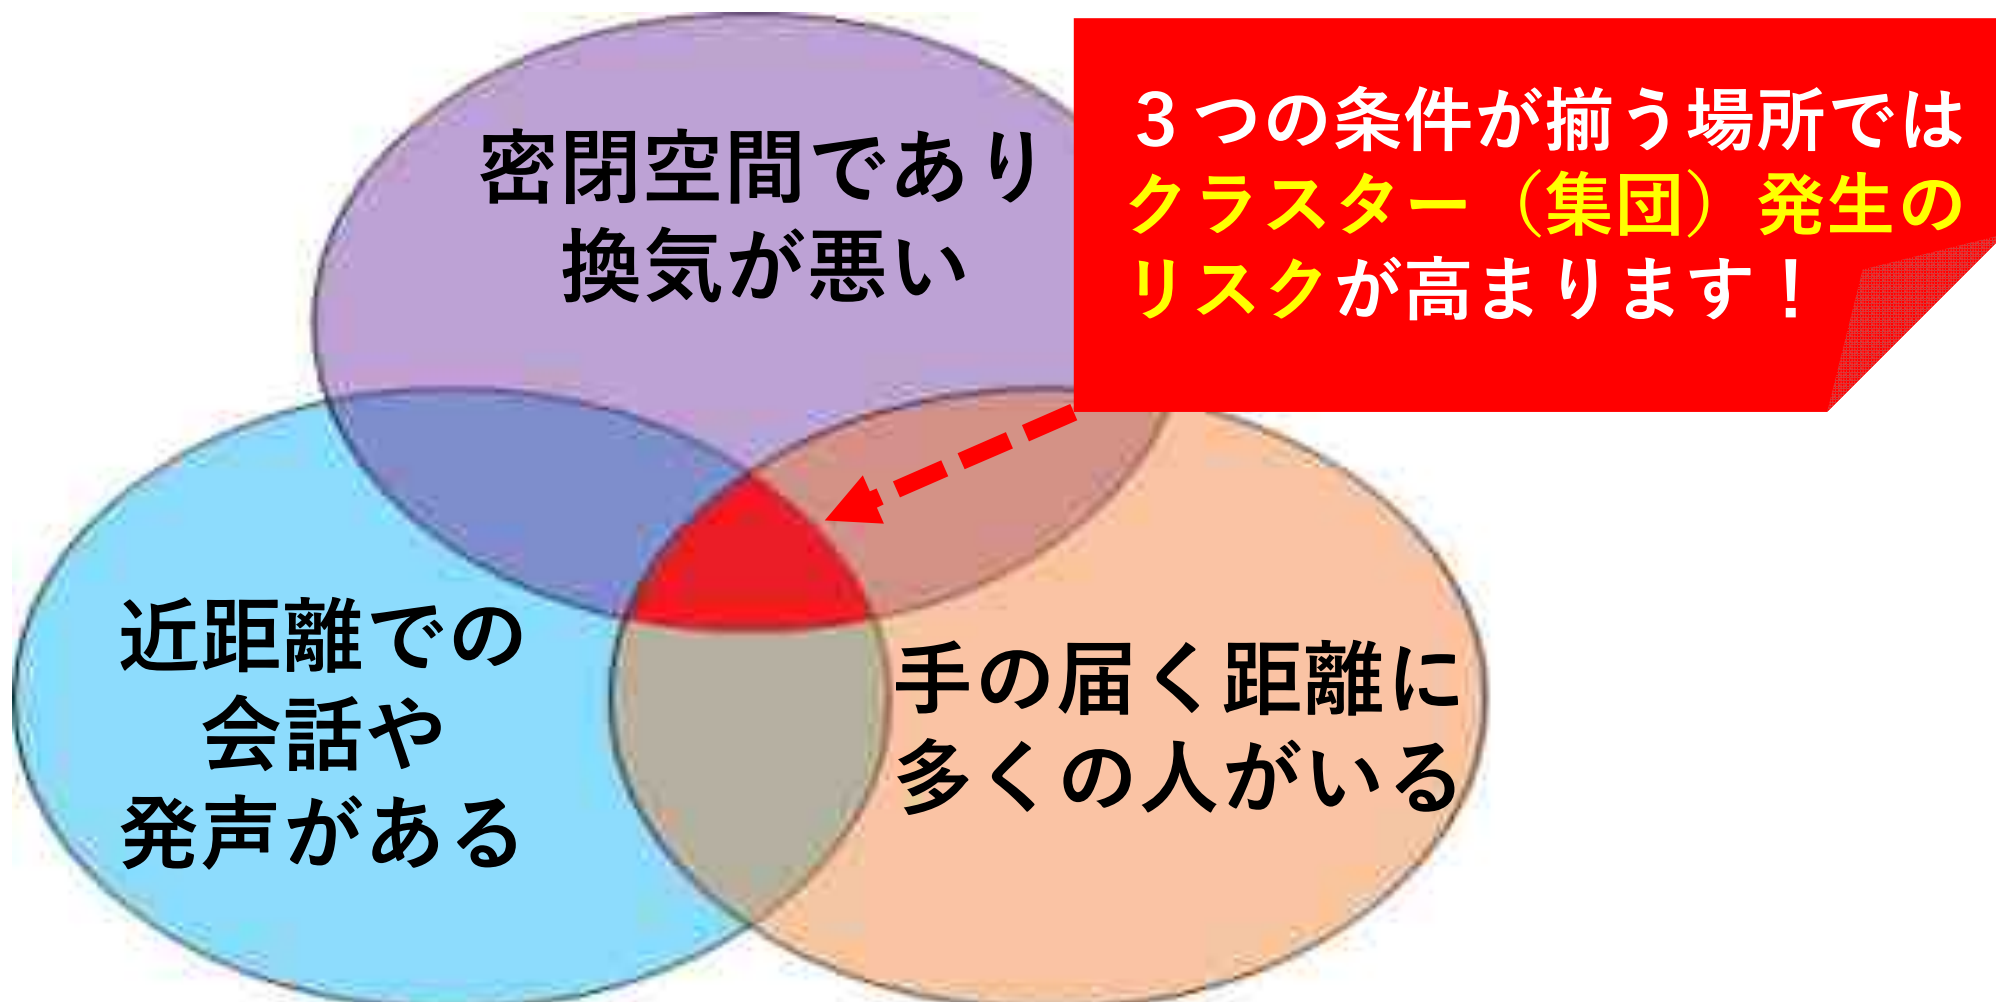 密閉空間であり
換気が悪い
３つの条件が揃う場所では
クラスター（集団）発生の
リスクが高まります！
近距離での
会話や
発声がある
手の届く距離に
多くの人がいる